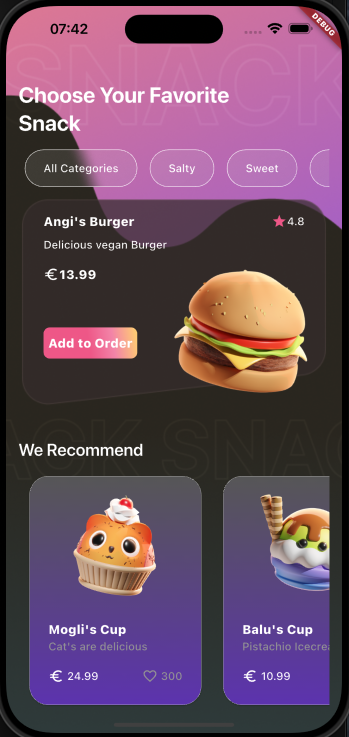 07:42
DEBUG
SNACK
Choose Your Favorite
Snack
All Categories
Salty
Sweet
Angi's Burger
4.8
Delicious vegan Burger
€13.99
Add to Order
ACK SNAC
We Recommend
Mogli's Cup
Cat's are delicious
€ 24.99
300
Balu's Cup
Pistachio Icecrea
€ 10.99